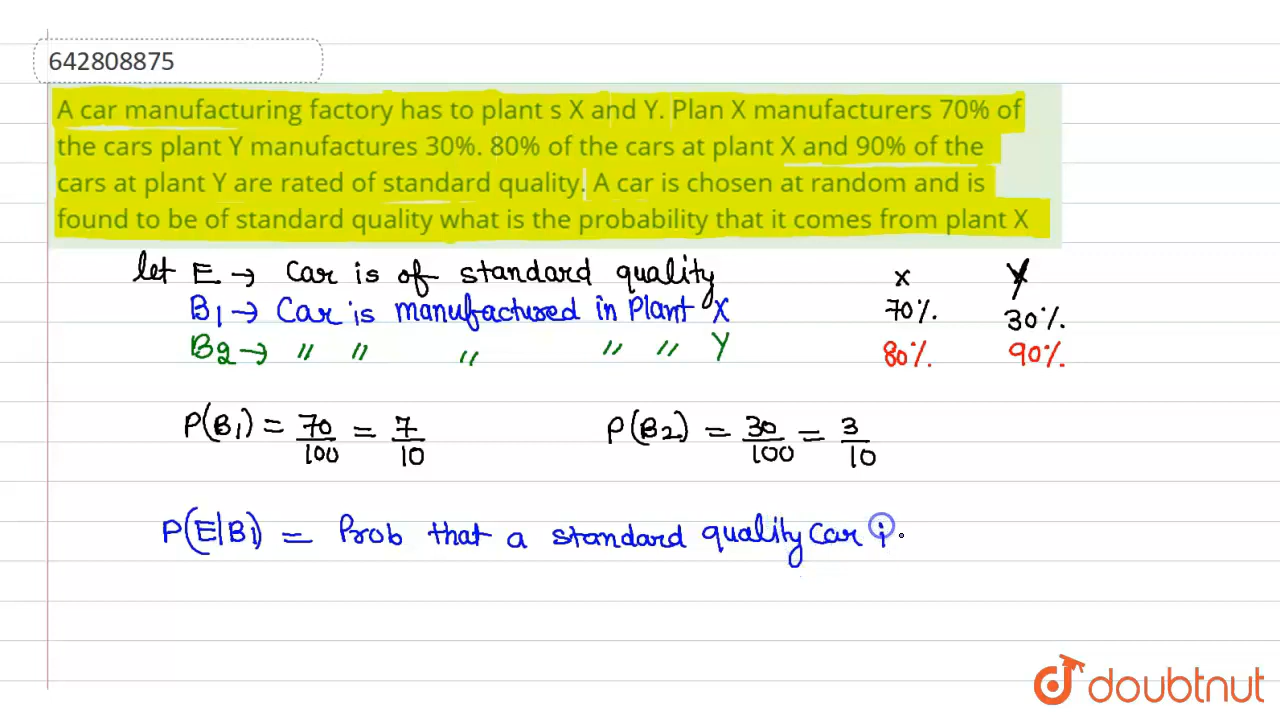 642808875
A car manufacturing factory has to plant s X and Y. Plan X manufacturers 70% of
the cars plant Y manufactures 30%. 80% of the cars at plant X and 90% of the
cars at plant Y are rated of standard quality. A car is chosen at random and is
found to be of standard quality what is the probability that it comes from plant X
let E → Car is of standard quality
X Y
B1 → Car is manufactured in Plant X
70%. 30%.
B2 → " " " " " Y
80%. 90%.
P(B1) = 70/100 = 7/10 P(B2) = 30/100 = 3/10
P(E|B1) = Prob that a standard quality car i
doubtnut